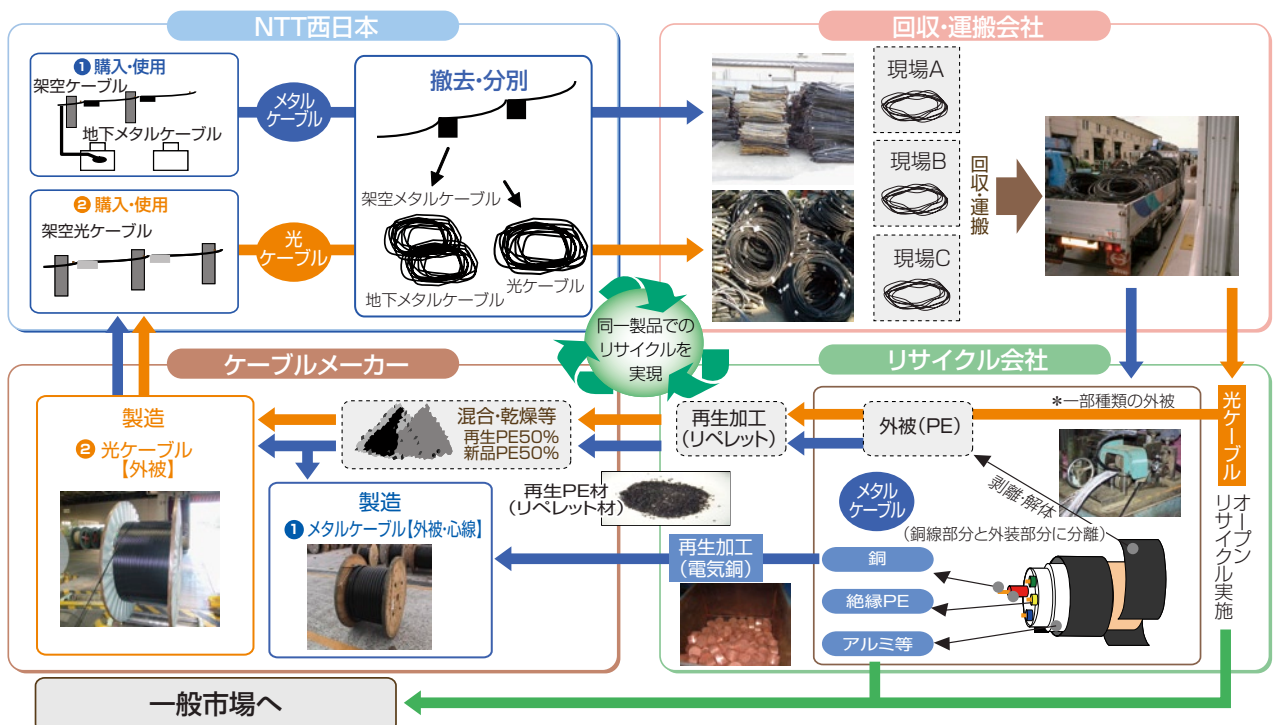 NTT西日本
❶ 購入・使用
架空ケーブル
地下メタルケーブル
メタル
ケーブル
❷ 購入・使用
架空光ケーブル
光
ケーブル
撤去・分別
架空メタルケーブル
地下メタルケーブル
光ケーブル
回収・運搬会社
現場A
現場B
現場C
回収・運搬
同一製品での
リサイクルを
実現
ケーブルメーカー
製造
❷ 光ケーブル
【外被】
混合・乾燥等
再生PE50%
新品PE50%
製造
❶ メタルケーブル【外被・心線】
リサイクル会社
再生加工
(リペレット)
外被(PE)
*一部種類の外被
光ケーブル
オープン
リサイクル実施
再生PE材
(リペレット材)
メタル
ケーブル
剥離・解体
(銅線部分と外装部分に分離)
再生加工
(電気銅)
銅
絶縁PE
アルミ等
一般市場へ